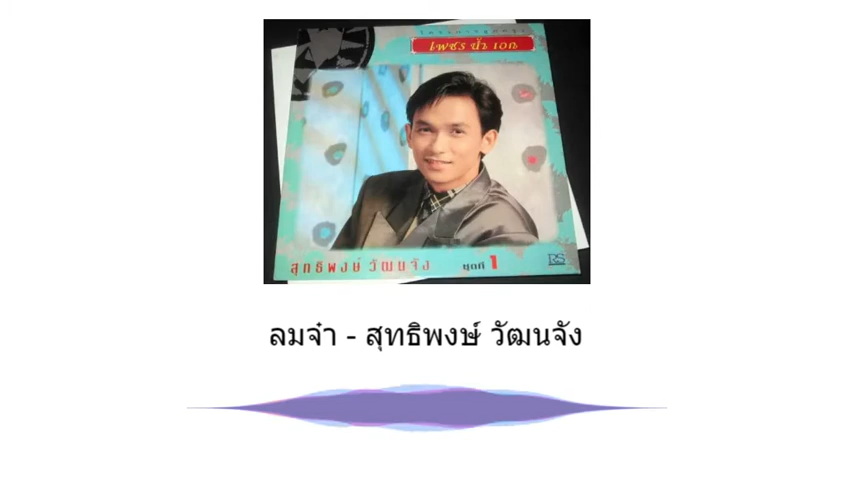 เพชร ปั้น เอก
สุทธิพงษ์ วัฒนจัง ชุดที่ 1
RS
ลมจ๋า - สุทธิพงษ์ วัฒนจัง